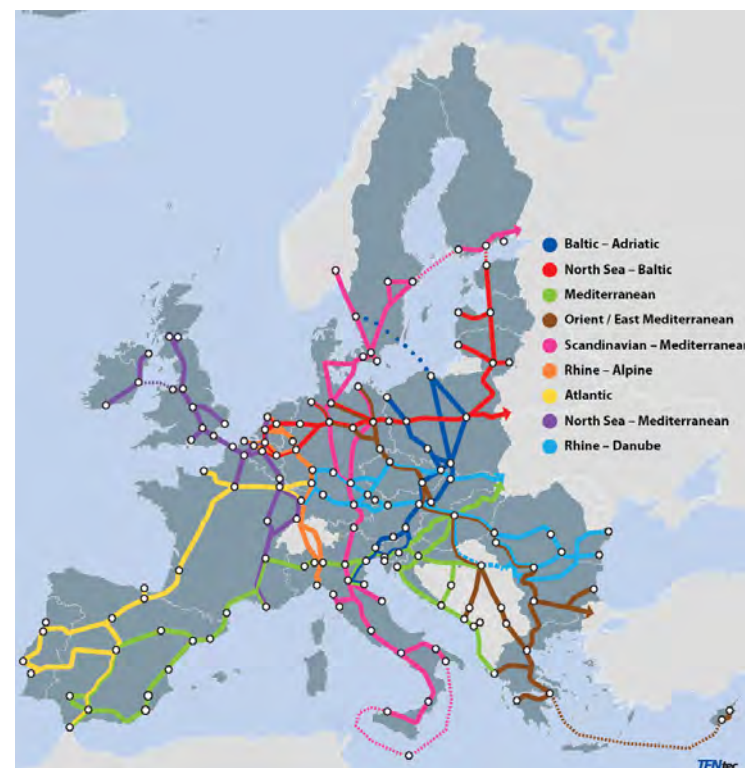 Baltic – Adriatic
North Sea – Baltic
Mediterranean
Orient / East Mediterranean
Scandinavian – Mediterranean
Rhine – Alpine
Atlantic
North Sea – Mediterranean
Rhine – Danube
TENtec